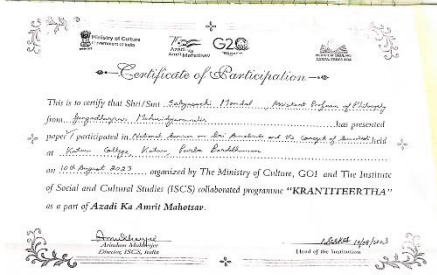 Ministry of Culture
Government of India
Azadi Ka
Amrit Mahotsav
G20
Certificate of Participation
This is to certify that Shri/Smt Mondal, Assistant Professor of Philosophy
from Mahavidyalaya has presented
paper / participated in National Seminar on Sri Aurobindo and the Concept of held
at Katwa College, Katwa, Purba Bardhaman
on 10th August 2023 organized by The Ministry of Culture, GOI and The Institute
of Social and Cultural Studies (ISCS) collaborated programme "KRANTITEERTHA"
as a part of Azadi Ka Amrit Mahotsav.
Arindam Mukherjee
Director, ISCS, India
10/08/2023
Head of the Institution